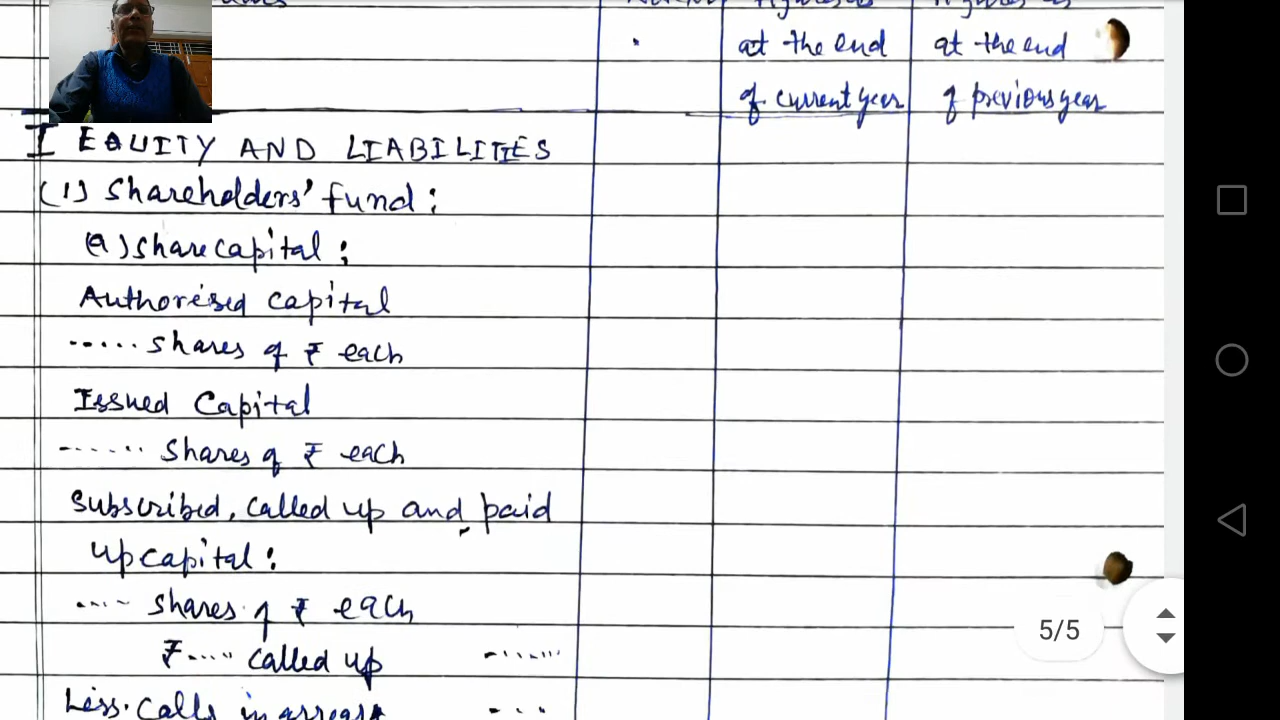 at the end at the end
of current year of previous year
I EQUITY AND LIABILITIES
(1) Shareholders' fund :
(a) share capital :
Authorised capital
...... shares of ₹ each
Issued Capital
....... shares of ₹ each
Subscribed, called up and paid
up capital :
..... shares of ₹ each
₹..... called up .......
Less. calls in arrears ...
5/5